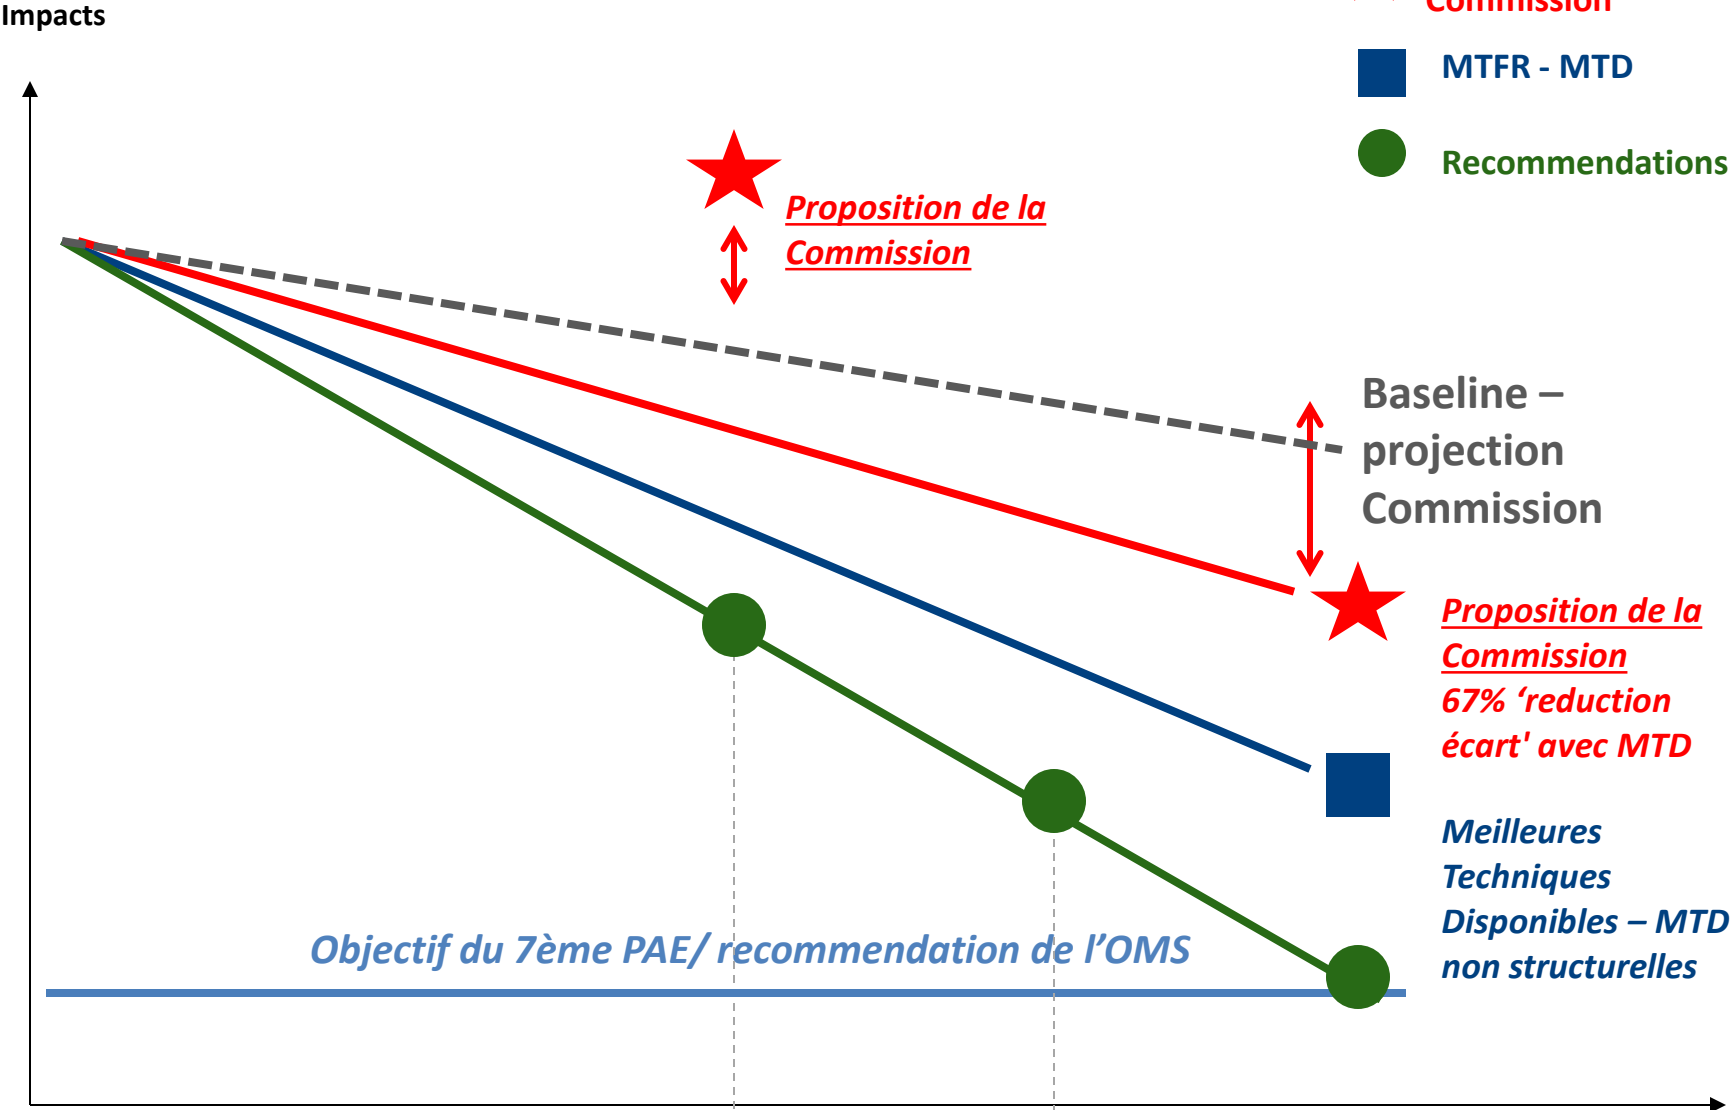 Impacts
Commission
MTFR - MTD
Recommendations
Proposition de la
Commission
Baseline –
projection
Commission
Proposition de la
Commission
67% ‘reduction
écart' avec MTD
Meilleures
Techniques
Disponibles – MTD
non structurelles
Objectif du 7ème PAE/ recommendation de l’OMS